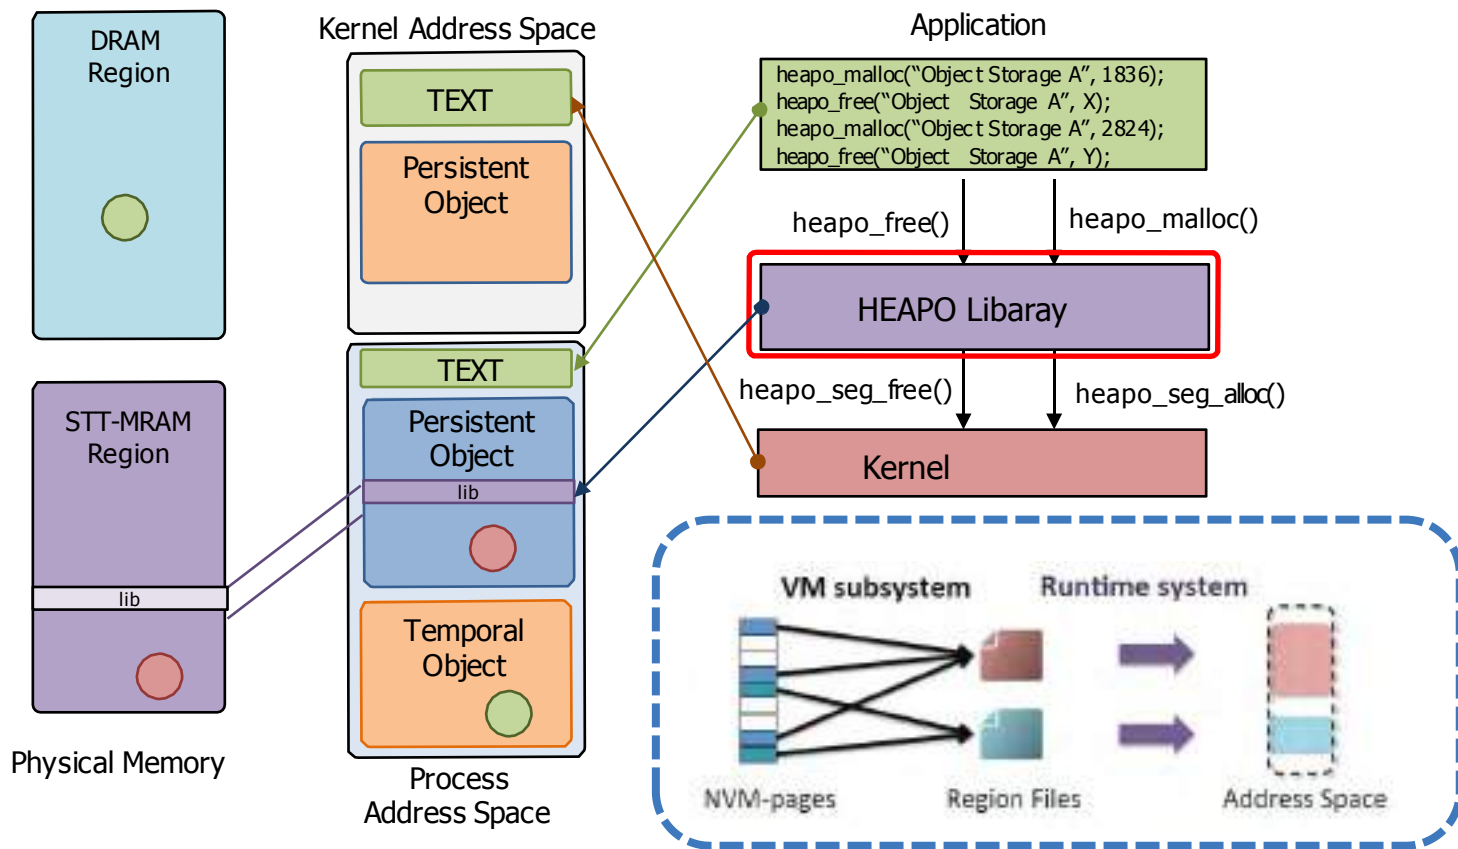 DRAM
Region
STT-MRAM
Region
lib
Physical Memory
Kernel Address Space
TEXT
Persistent
Object
TEXT
Persistent
Object
lib
Temporal
Object
Process
Address Space
Application
heapo_malloc(“Object Storage A”, 1836);
heapo_free(“Object Storage A”, X);
heapo_malloc(“Object Storage A”, 2824);
heapo_free(“Object Storage A”, Y);
heapo_free()
heapo_malloc()
HEAPO Libaray
heapo_seg_free()
heapo_seg_alloc()
Kernel
VM subsystem
Runtime system
NVM-pages
Region Files
Address Space